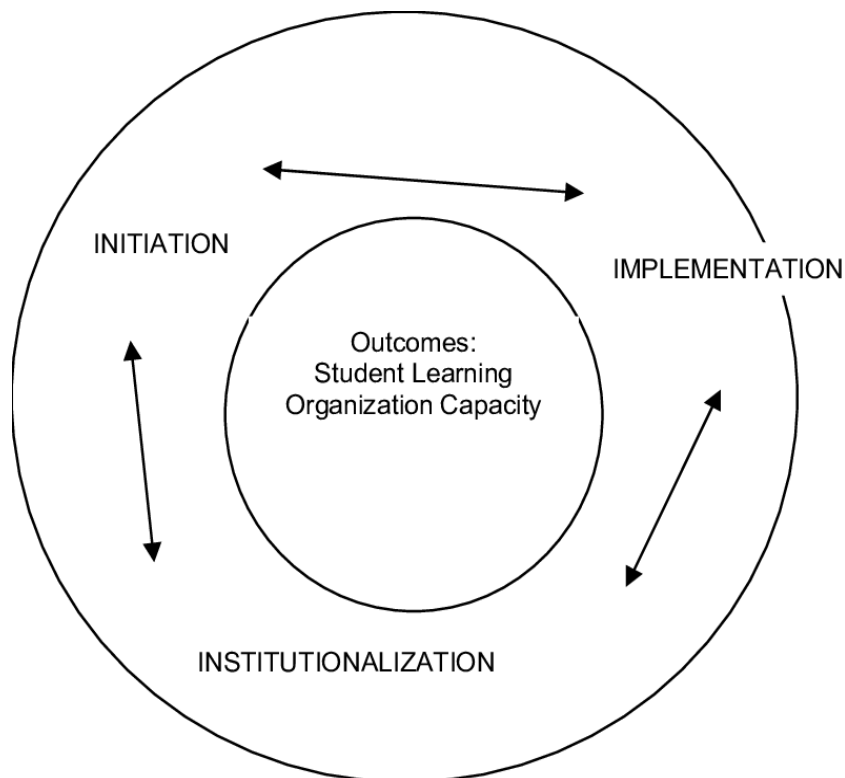 INITIATION
IMPLEMENTATION
Outcomes:
Student Learning
Organization Capacity
INSTITUTIONALIZATION